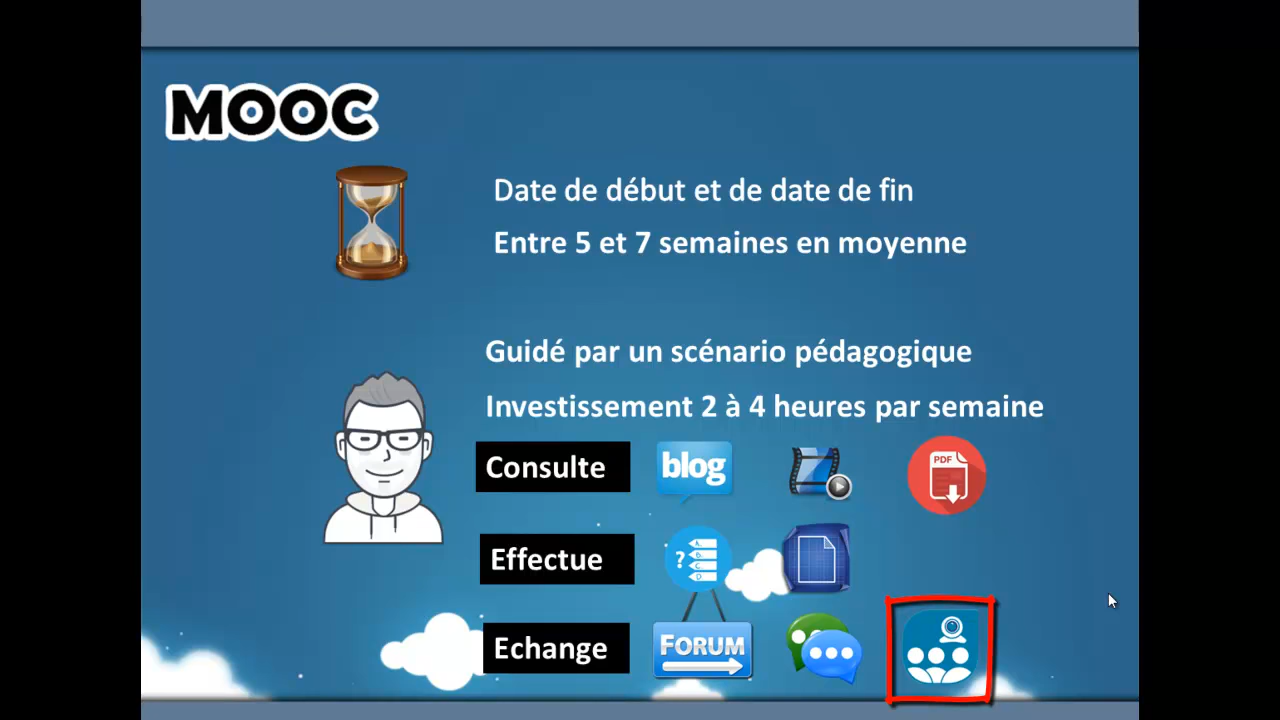 MOOC
Date de début et de date de fin
Entre 5 et 7 semaines en moyenne
Guidé par un scénario pédagogique
Investissement 2 à 4 heures par semaine
Consulte
blog
PDF
Effectue
?
A.
B.
C.
D
Echange
FORUM